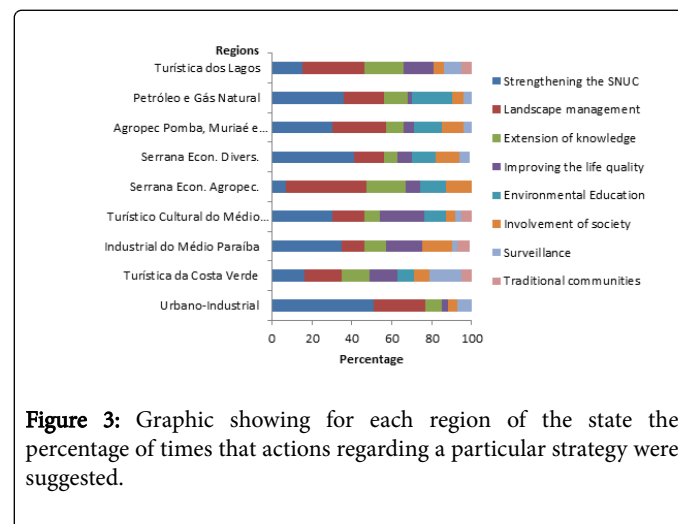 Regions
Turística dos Lagos
Petróleo e Gás Natural
Agropec Pomba, Muriaé e...
Serrana Econ. Divers.
Serrana Econ. Agropec.
Turístico Cultural do Médio...
Industrial do Médio Paraíba
Turística da Costa Verde
Urbano-Industrial
0 20 40 60 80 100
Percentage
Strengthening the SNUC
Landscape management
Extension of knowledge
Improving the life quality
Environmental Education
Involvement of society
Surveillance
Traditional communities
Figure 3: Graphic showing for each region of the state the
percentage of times that actions regarding a particular strategy were
suggested.